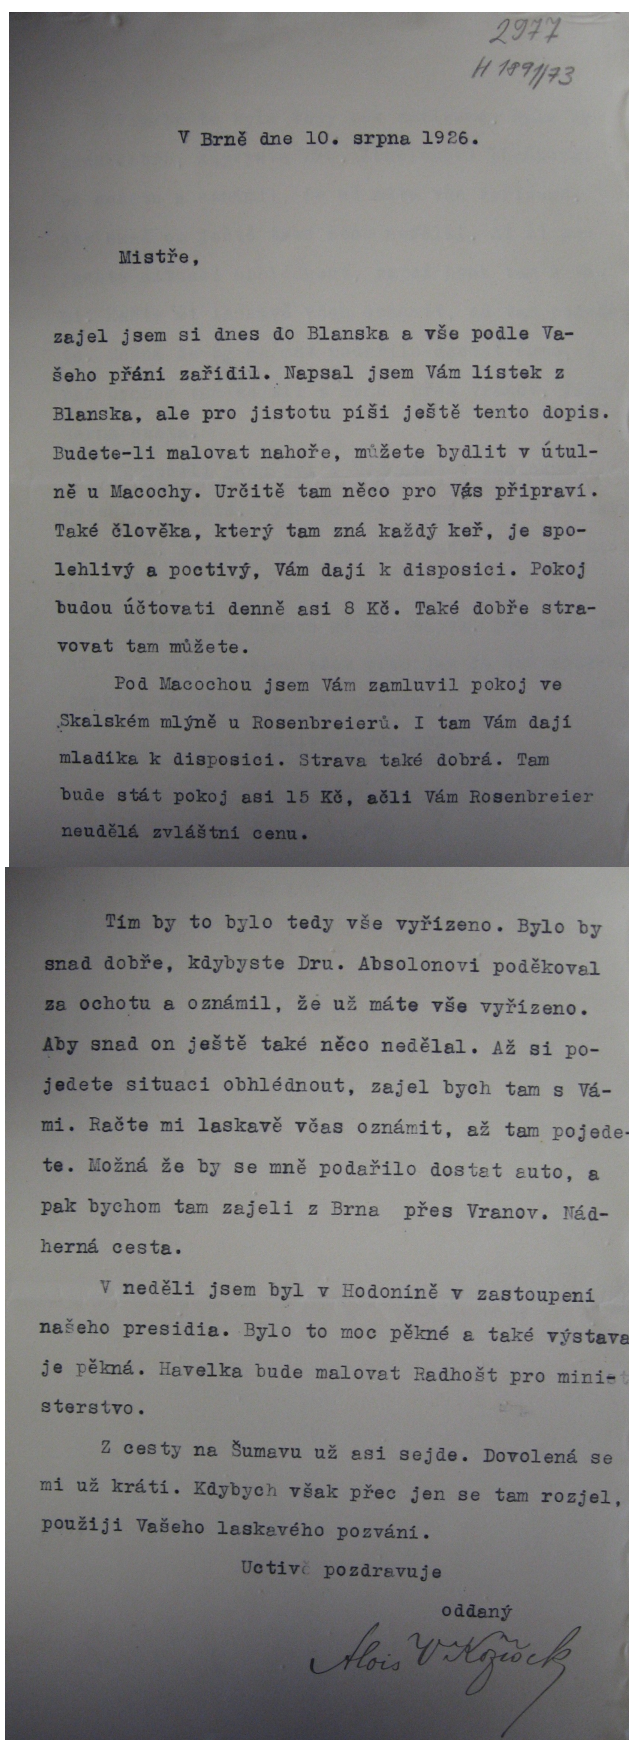 2977
H 1891/73
V Brně dne 10. srpna 1926.
Mistře,
zajel jsem si dnes do Blanska a vše podle Va-
šeho přání zařídil. Napsal jsem Vám lístek z
Blanska, ale pro jistotu píši ještě tento dopis.
Budete-li malovat nahoře, můžete bydlit v útul-
ně u Macochy. Určitě tam něco pro Vás připraví.
Také člověka, který tam zná každý keř, je spo-
lehlivý a poctivý, Vám dají k disposici. Pokoj
budou účtovati denně asi 8 Kč. Také dobře stra-
vovat tam můžete.
Pod Macochou jsem Vám zamluvil pokoj ve
Skalském mlýně u Rosenbreierů. I tam Vám dají
mladíka k disposici. Strava také dobrá. Tam
bude stát pokoj asi 15 Kč, ačli Vám Rosenbreier
neudělá zvláštní cenu.
Tím by to bylo tedy vše vyřízeno. Bylo by
snad dobře, kdybyste Dru. Absolonovi poděkoval
za ochotu a oznámil, že už máte vše vyřízeno.
Aby snad on ještě také něco nedělal. Až si po-
jedete situaci obhlédnout, zajel bych tam s Vá-
mi. Račte mi laskavě včas oznámit, až tam pojede-
te. Možná že by se mně podařilo dostat auto, a
pak bychom tam zajeli z Brna přes Vranov. Nád-
herná cesta.
V neděli jsem byl v Hodoníně v zastoupení
našeho presidia. Bylo to moc pěkné a také výstava
je pěkná. Havelka bude malovat Radhošt pro mini-
sterstvo.
Z cesty na Šumavu už asi sejde. Dovolená se
mi už krátí. Kdybych však přec jen se tam rozjel,
použiji Vašeho laskavého pozvání.
Uctivě pozdravuje
oddaný
Alois V